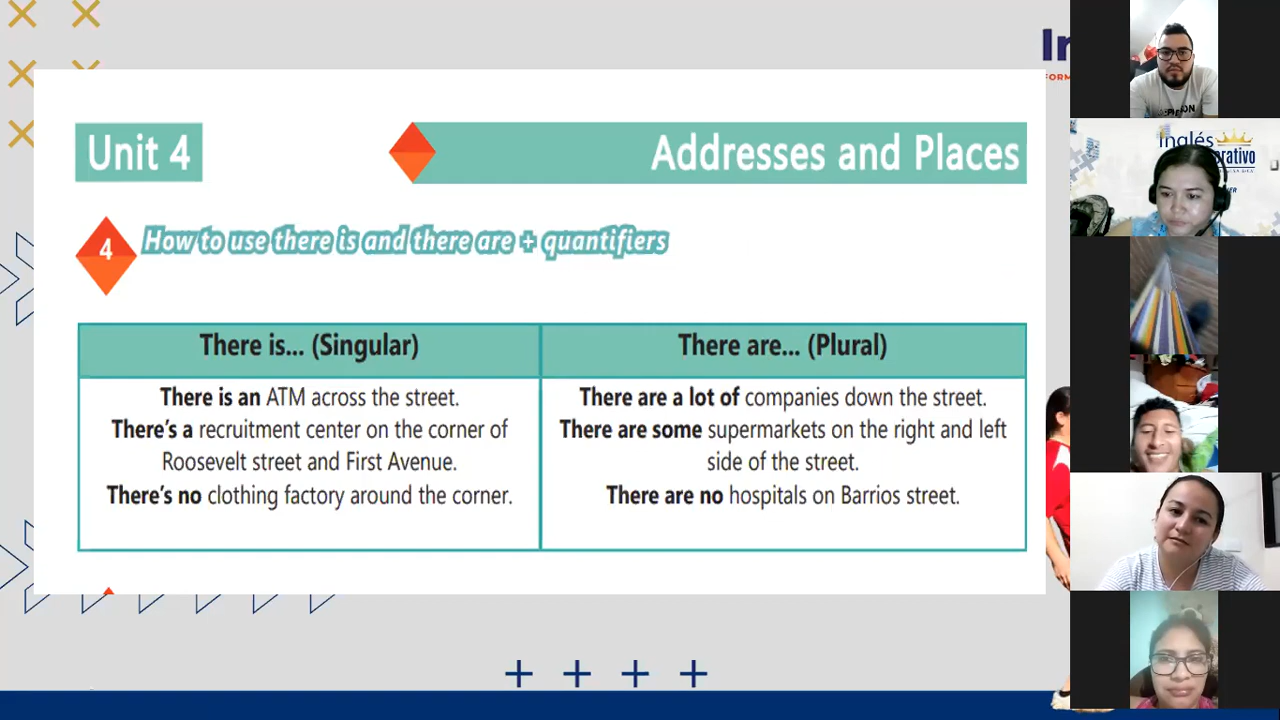 Unit 4
Addresses and Places
4
How to use there is and there are + quantifiers
There is... (Singular)
There is an ATM across the street.
There's a recruitment center on the corner of
Roosevelt street and First Avenue.
There's no clothing factory around the corner.
There are... (Plural)
There are a lot of companies down the street.
There are some supermarkets on the right and left
side of the street.
There are no hospitals on Barrios street.
Inglés